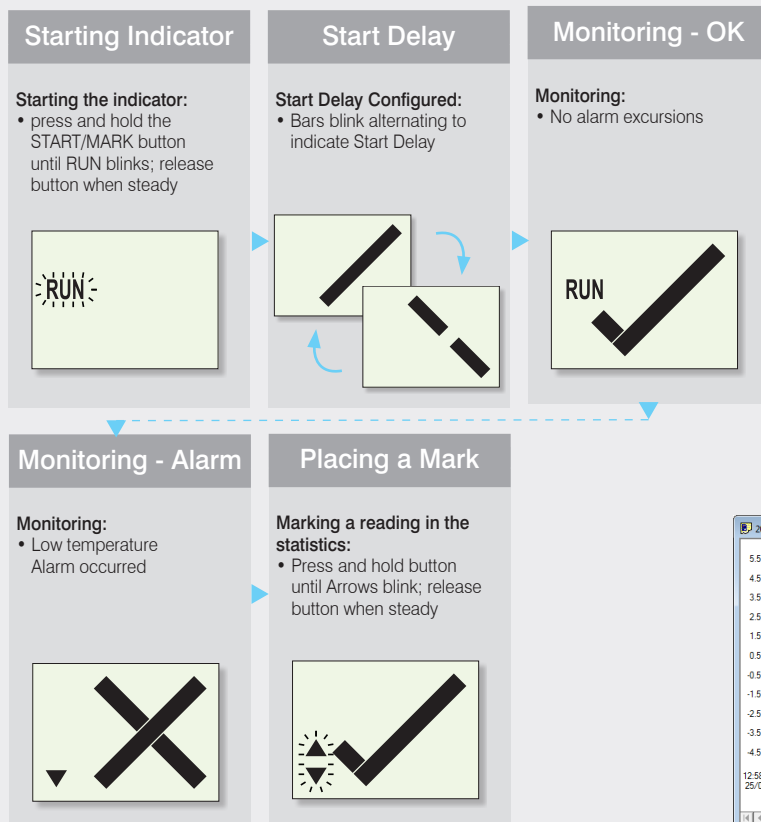 Starting Indicator
Starting the indicator:
• press and hold the
START/MARK button
until RUN blinks; release
button when steady
RUN
Start Delay
Start Delay Configured:
• Bars blink alternating to
indicate Start Delay
Monitoring - OK
Monitoring:
• No alarm excursions
RUN
Monitoring - Alarm
Monitoring:
• Low temperature
Alarm occurred
Placing a Mark
Marking a reading in the
statistics:
• Press and hold button
until Arrows blink; release
button when steady
5.5
4.5
3.5
2.5
1.5
0.5
-0.5
-1.5
-2.5
-3.5
-4.5
12:58